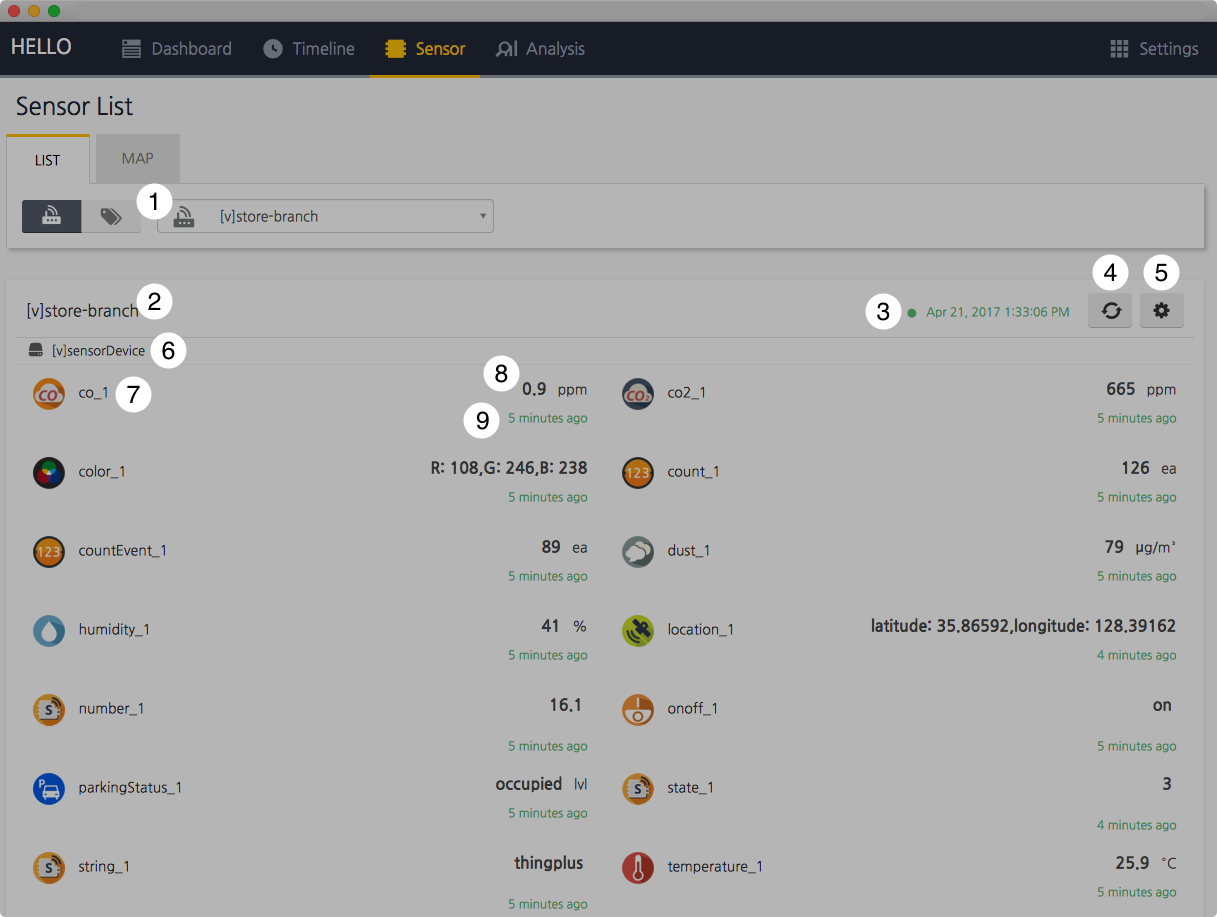 HELLO Dashboard Timeline Sensor Analysis Settings
Sensor List
LIST MAP
1 [v]store-branch
4 5
[v]store-branch 2 3 Apr 21, 2017 1:33:06 PM
[v]sensorDevice 6
CO co_1 7 8 0.9 ppm
9 5 minutes ago
CO₂ co2_1 665 ppm
5 minutes ago
color_1 R: 108,G: 246,B: 238
5 minutes ago
123 count_1 126 ea
5 minutes ago
123 countEvent_1 89 ea
5 minutes ago
dust_1 79 µg/m³
5 minutes ago
humidity_1 41 %
5 minutes ago
location_1 latitude: 35.86592,longitude: 128.39162
4 minutes ago
S number_1 16.1
5 minutes ago
onoff_1 on
5 minutes ago
P parkingStatus_1 occupied lvl
5 minutes ago
S state_1 3
4 minutes ago
S string_1 thingplus
5 minutes ago
temperature_1 25.9 °C
5 minutes ago